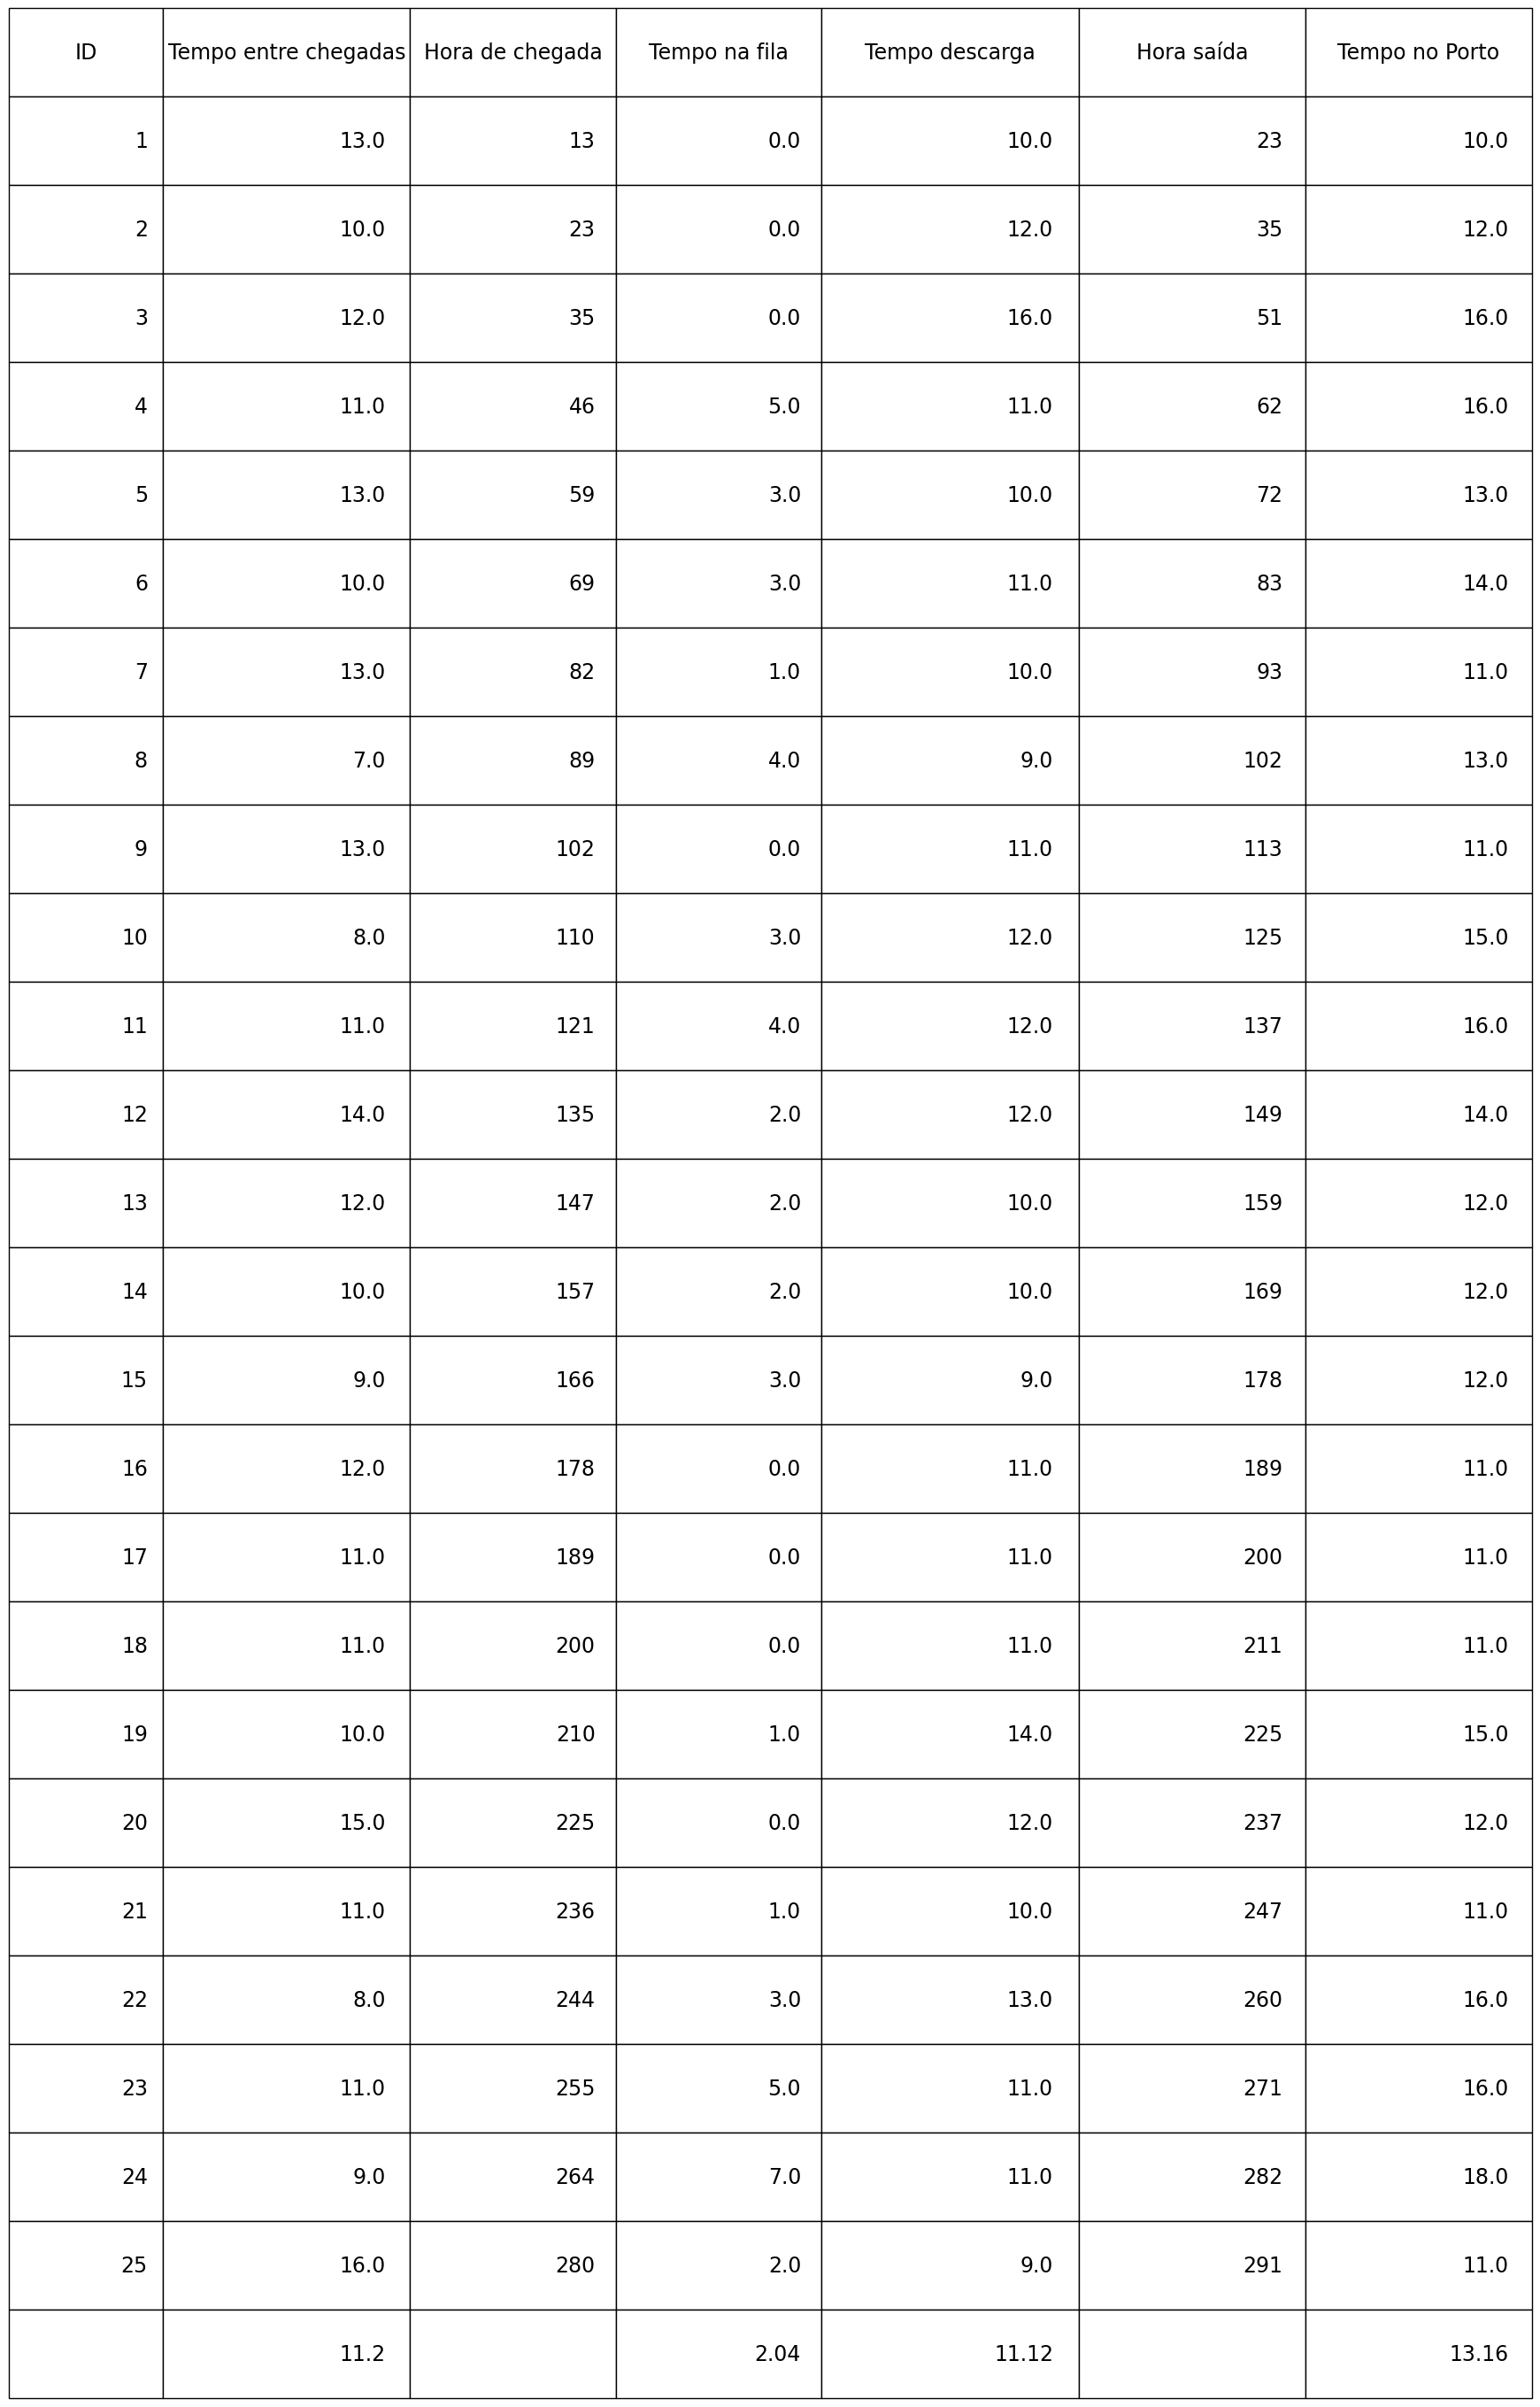 ID Tempo entre chegadas Hora de chegada Tempo na fila Tempo descarga Hora saída Tempo no Porto
1 13.0 13 0.0 10.0 23 10.0
2 10.0 23 0.0 12.0 35 12.0
3 12.0 35 0.0 16.0 51 16.0
4 11.0 46 5.0 11.0 62 16.0
5 13.0 59 3.0 10.0 72 13.0
6 10.0 69 3.0 11.0 83 14.0
7 13.0 82 1.0 10.0 93 11.0
8 7.0 89 4.0 9.0 102 13.0
9 13.0 102 0.0 11.0 113 11.0
10 8.0 110 3.0 12.0 125 15.0
11 11.0 121 4.0 12.0 137 16.0
12 14.0 135 2.0 12.0 149 14.0
13 12.0 147 2.0 10.0 159 12.0
14 10.0 157 2.0 10.0 169 12.0
15 9.0 166 3.0 9.0 178 12.0
16 12.0 178 0.0 11.0 189 11.0
17 11.0 189 0.0 11.0 200 11.0
18 11.0 200 0.0 11.0 211 11.0
19 10.0 210 1.0 14.0 225 15.0
20 15.0 225 0.0 12.0 237 12.0
21 11.0 236 1.0 10.0 247 11.0
22 8.0 244 3.0 13.0 260 16.0
23 11.0 255 5.0 11.0 271 16.0
24 9.0 264 7.0 11.0 282 18.0
25 16.0 280 2.0 9.0 291 11.0
11.2 2.04 11.12 13.16